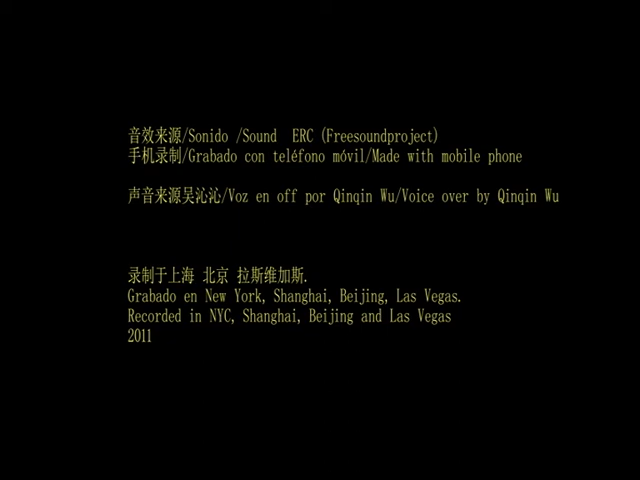 音效来源/Sonido /Sound  ERC (Freesoundproject)
手机录制/Grabado con teléfono móvil/Made with mobile phone
声音来源吴沁沁/Voz en off por Qinqin Wu/Voice over by Qinqin Wu
录制于上海 北京 拉斯维加斯.
Grabado en New York, Shanghai, Beijing, Las Vegas.
Recorded in NYC, Shanghai, Beijing and Las Vegas
2011